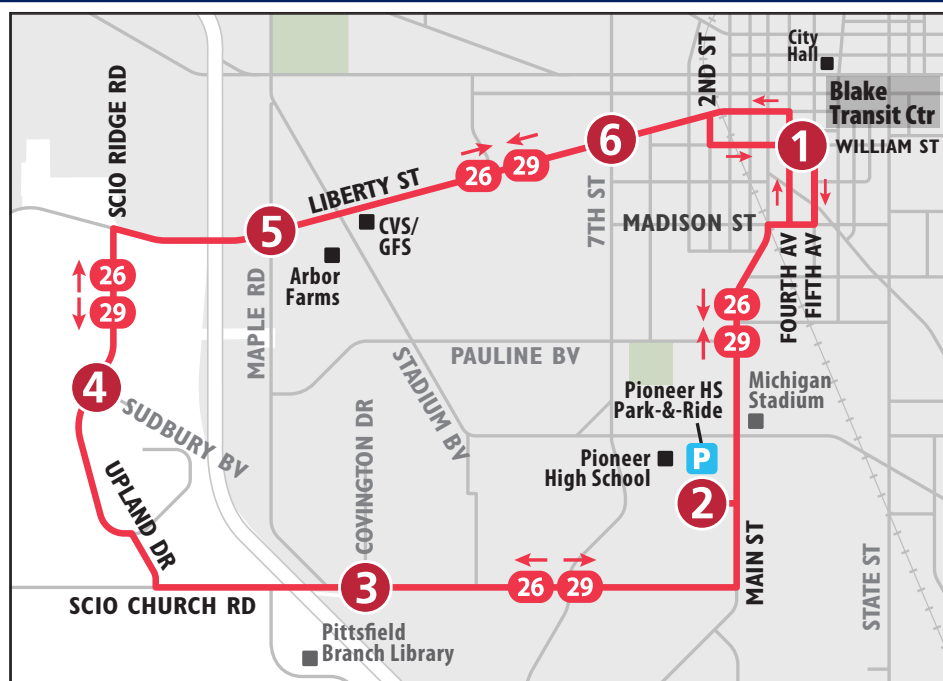 SCIO RIDGE RD
2ND ST
City
Hall
Blake
Transit Ctr
1
WILLIAM ST
6
29
26
LIBERTY ST
7TH ST
MADISON ST
5
CVS/
GFS
Arbor
Farms
FOURTH AV
FIFTH AV
26
29
26
29
MAPLE RD
PAULINE BV
STADIUM BV
4
SUDBURY BV
Pioneer HS
Park-&-Ride
Michigan
Stadium
P
Pioneer
High School
2
COVINGTON DR
UPLAND DR
3
26
29
MAIN ST
STATE ST
SCIO CHURCH RD
Pittsfield
Branch Library